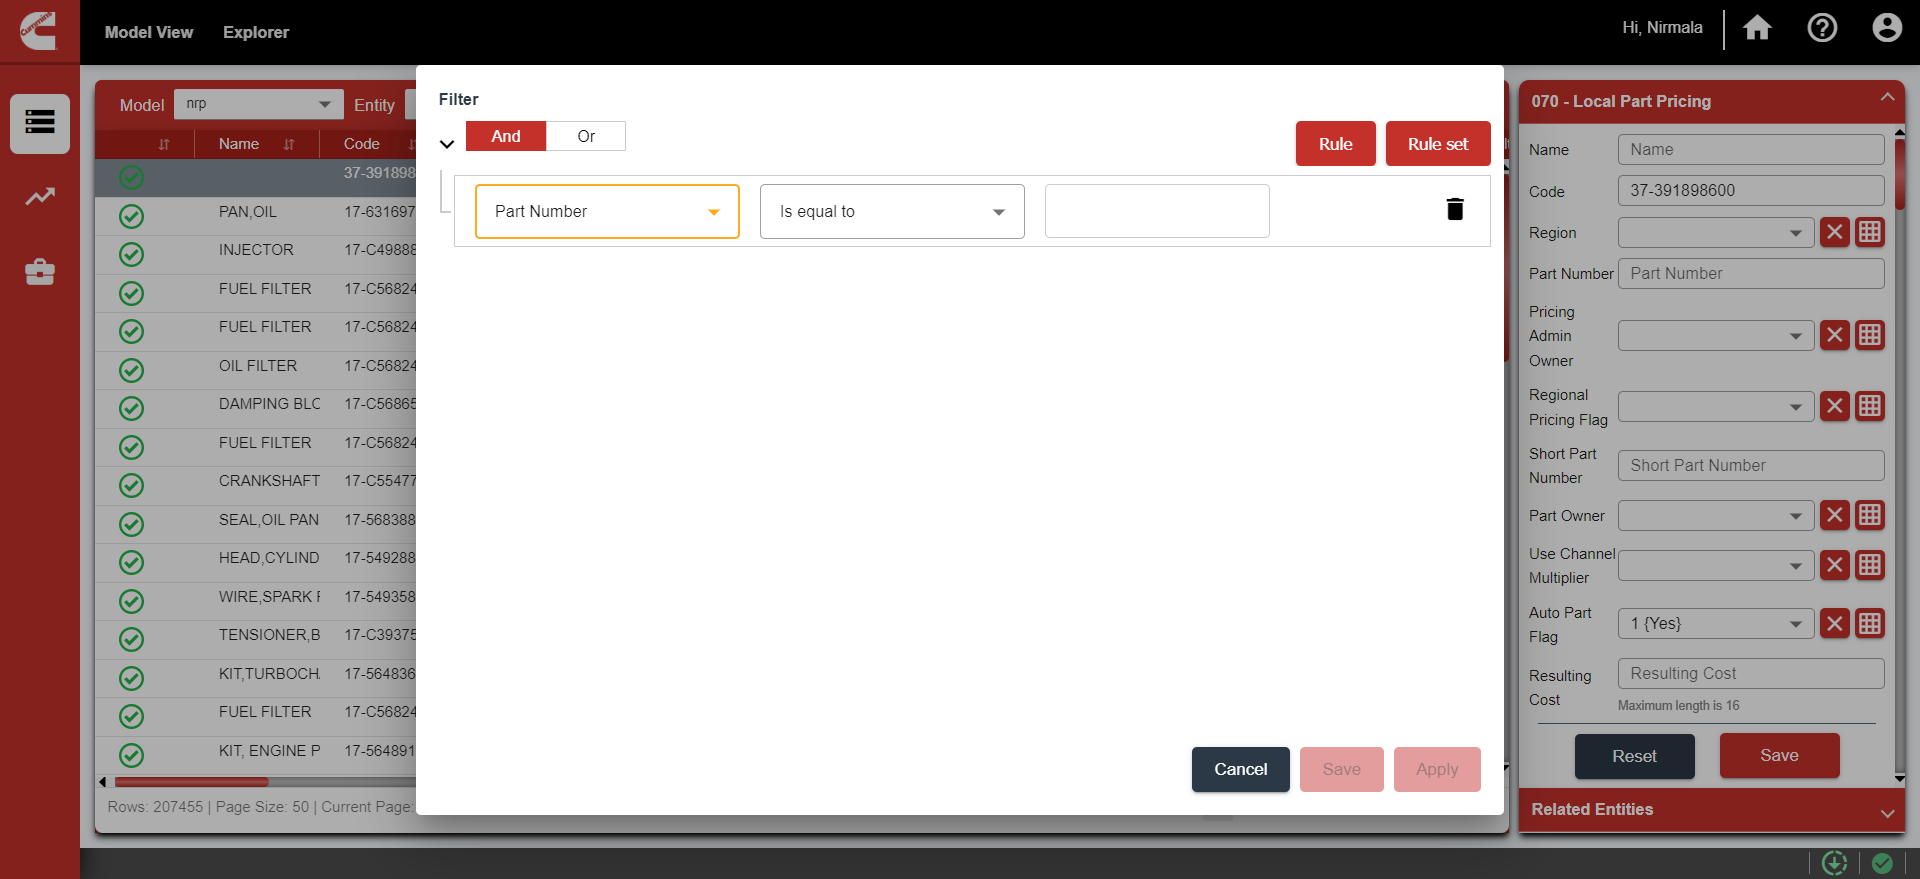 Cummins
Model View
Explorer
Hi, Nirmala
Model
nrp
Entity
Name
Code
37-391898
PAN,OIL
17-631697
INJECTOR
17-C49888
FUEL FILTER
17-C56824
FUEL FILTER
17-C56824
OIL FILTER
17-C56824
DAMPING BLO
17-C56865
FUEL FILTER
17-C56824
CRANKSHAFT
17-C55477
SEAL,OIL PAN
17-568388
HEAD,CYLIND
17-549288
WIRE,SPARK
17-549358
TENSIONER,B
17-C39375
KIT,TURBOCH
17-564836
FUEL FILTER
17-C56824
KIT, ENGINE P
17-564891
Rows: 207455 | Page Size: 50 | Current Page:
Filter
And
Or
Rule
Rule set
Part Number
Is equal to
Cancel
Save
Apply
070 - Local Part Pricing
Name
Name
Code
37-391898600
Region
Part Number
Part Number
Pricing
Admin
Owner
Regional
Pricing Flag
Short Part
Number
Short Part Number
Part Owner
Use Channel
Multiplier
Auto Part
Flag
1 {Yes}
Resulting
Cost
Resulting Cost
Maximum length is 16
Reset
Save
Related Entities